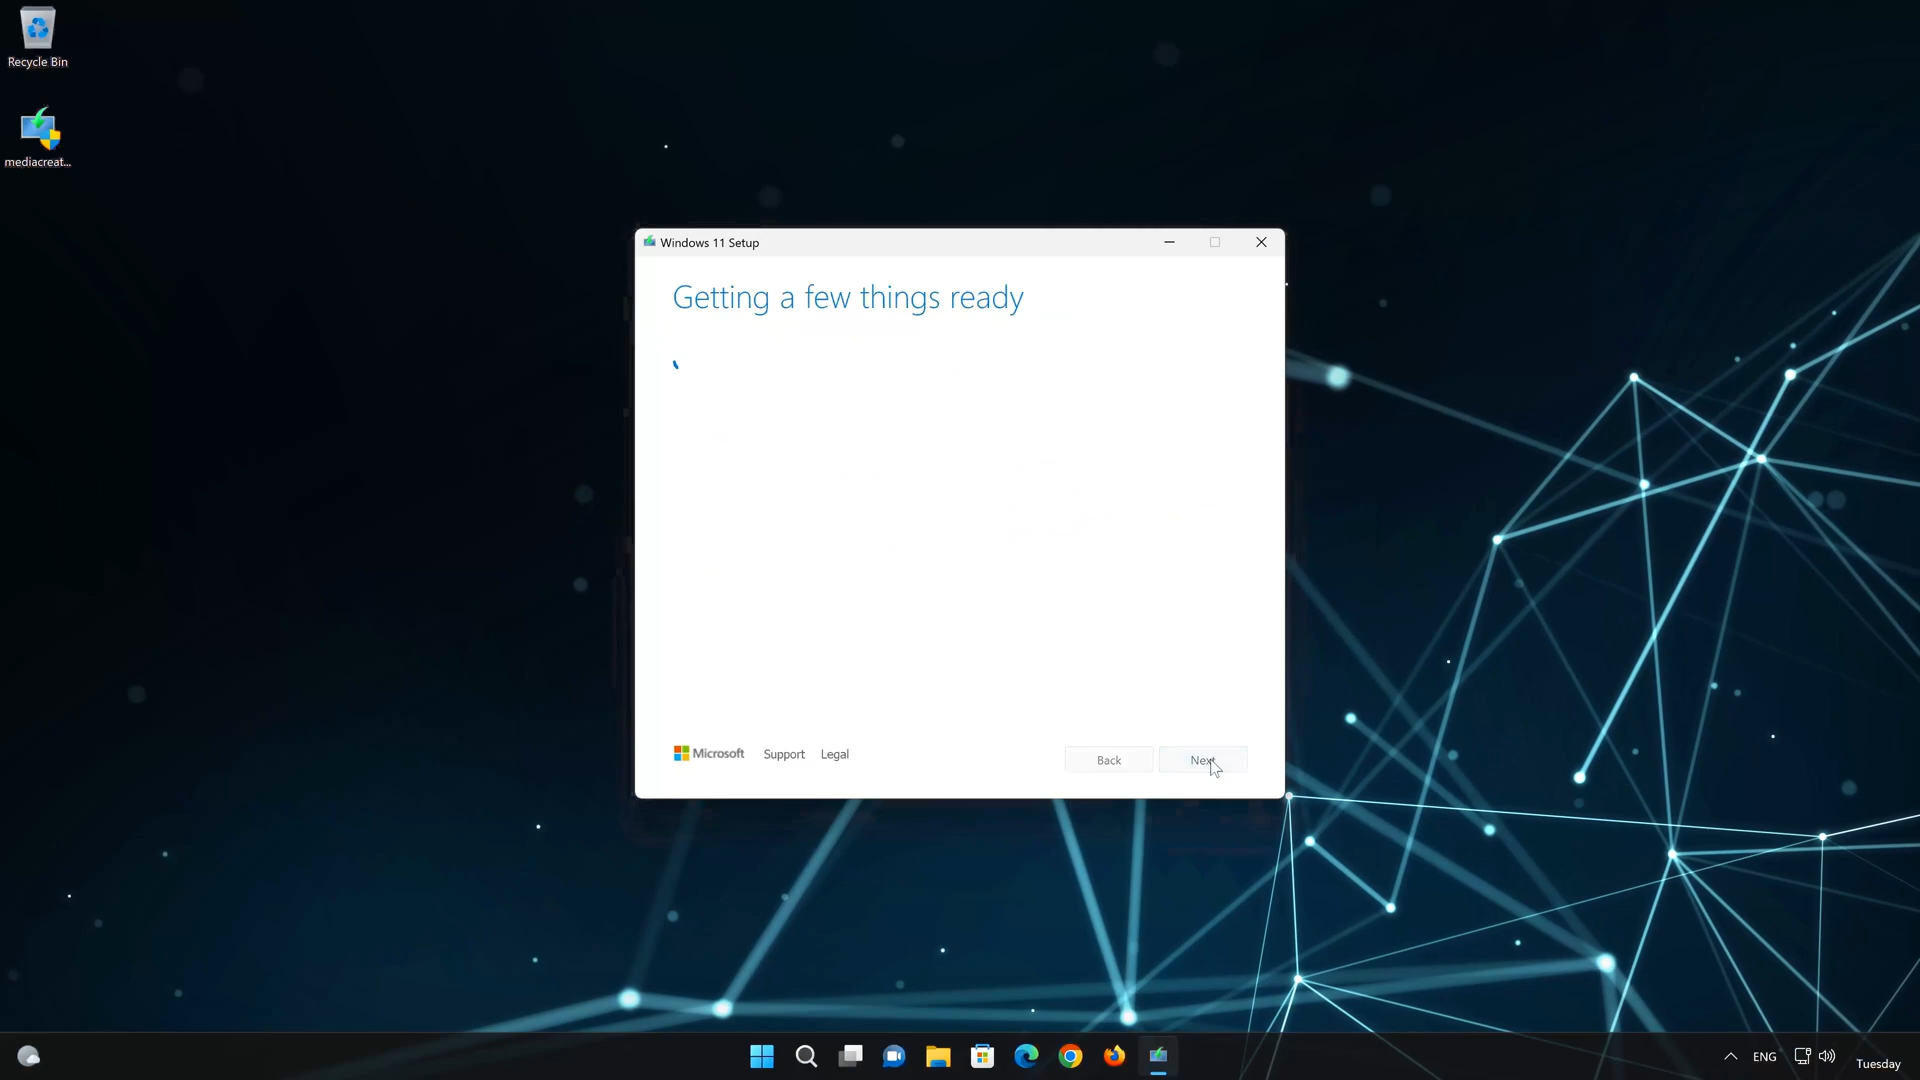 Recycle Bin
mediacreat...
Windows 11 Setup
Getting a few things ready
Microsoft
Support
Legal
Back
Next
ENG
Tuesday